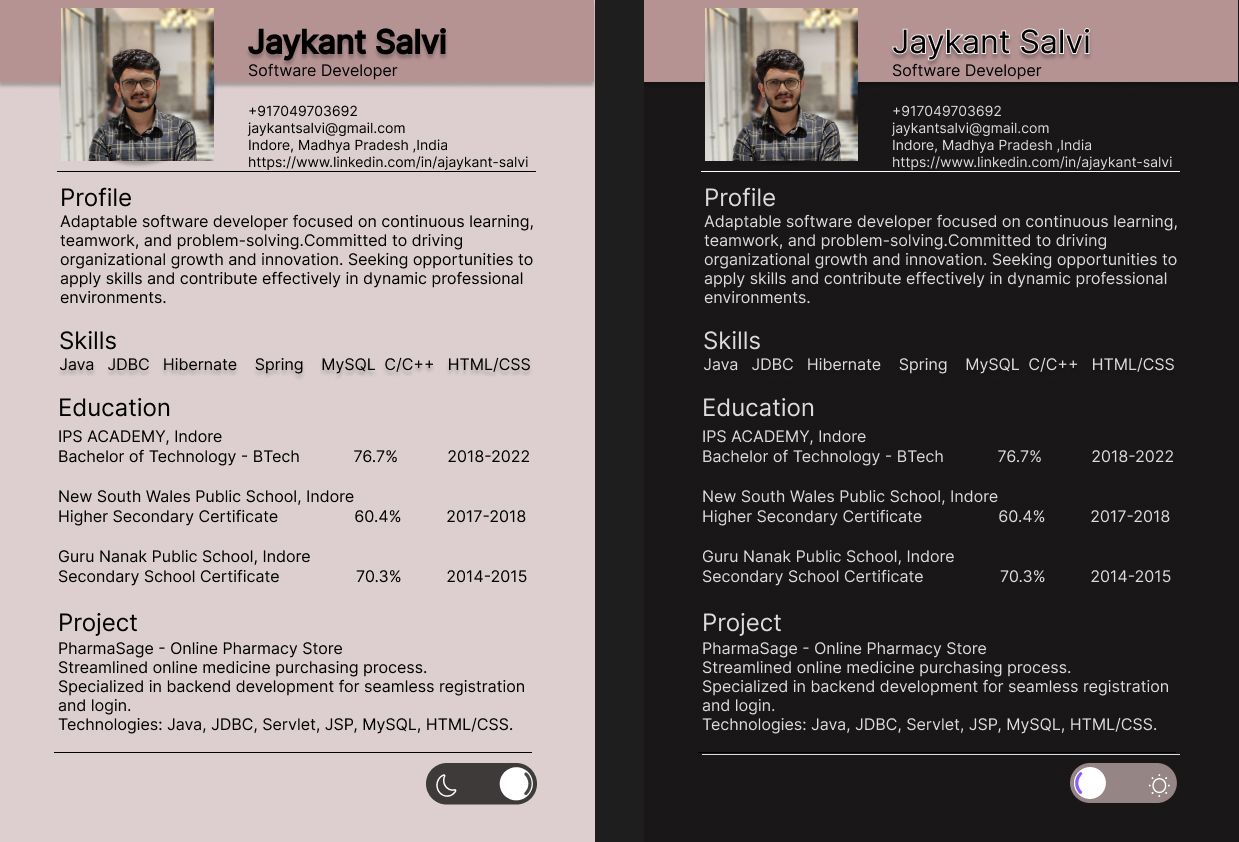 Jaykant Salvi
Software Developer
+917049703692
jaykantsalvi@gmail.com
Indore, Madhya Pradesh ,India
https://www.linkedin.com/in/ajaykant-salvi
Profile
Adaptable software developer focused on continuous learning,
teamwork, and problem-solving.Committed to driving
organizational growth and innovation. Seeking opportunities to
apply skills and contribute effectively in dynamic professional
environments.
Skills
Java JDBC Hibernate Spring MySQL C/C++ HTML/CSS
Education
IPS ACADEMY, Indore
Bachelor of Technology - BTech 76.7% 2018-2022
New South Wales Public School, Indore
Higher Secondary Certificate 60.4% 2017-2018
Guru Nanak Public School, Indore
Secondary School Certificate 70.3% 2014-2015
Project
PharmaSage - Online Pharmacy Store
Streamlined online medicine purchasing process.
Specialized in backend development for seamless registration
and login.
Technologies: Java, JDBC, Servlet, JSP, MySQL, HTML/CSS.
Jaykant Salvi
Software Developer
+917049703692
jaykantsalvi@gmail.com
Indore, Madhya Pradesh ,India
https://www.linkedin.com/in/ajaykant-salvi
Profile
Adaptable software developer focused on continuous learning,
teamwork, and problem-solving.Committed to driving
organizational growth and innovation. Seeking opportunities to
apply skills and contribute effectively in dynamic professional
environments.
Skills
Java JDBC Hibernate Spring MySQL C/C++ HTML/CSS
Education
IPS ACADEMY, Indore
Bachelor of Technology - BTech 76.7% 2018-2022
New South Wales Public School, Indore
Higher Secondary Certificate 60.4% 2017-2018
Guru Nanak Public School, Indore
Secondary School Certificate 70.3% 2014-2015
Project
PharmaSage - Online Pharmacy Store
Streamlined online medicine purchasing process.
Specialized in backend development for seamless registration
and login.
Technologies: Java, JDBC, Servlet, JSP, MySQL, HTML/CSS.